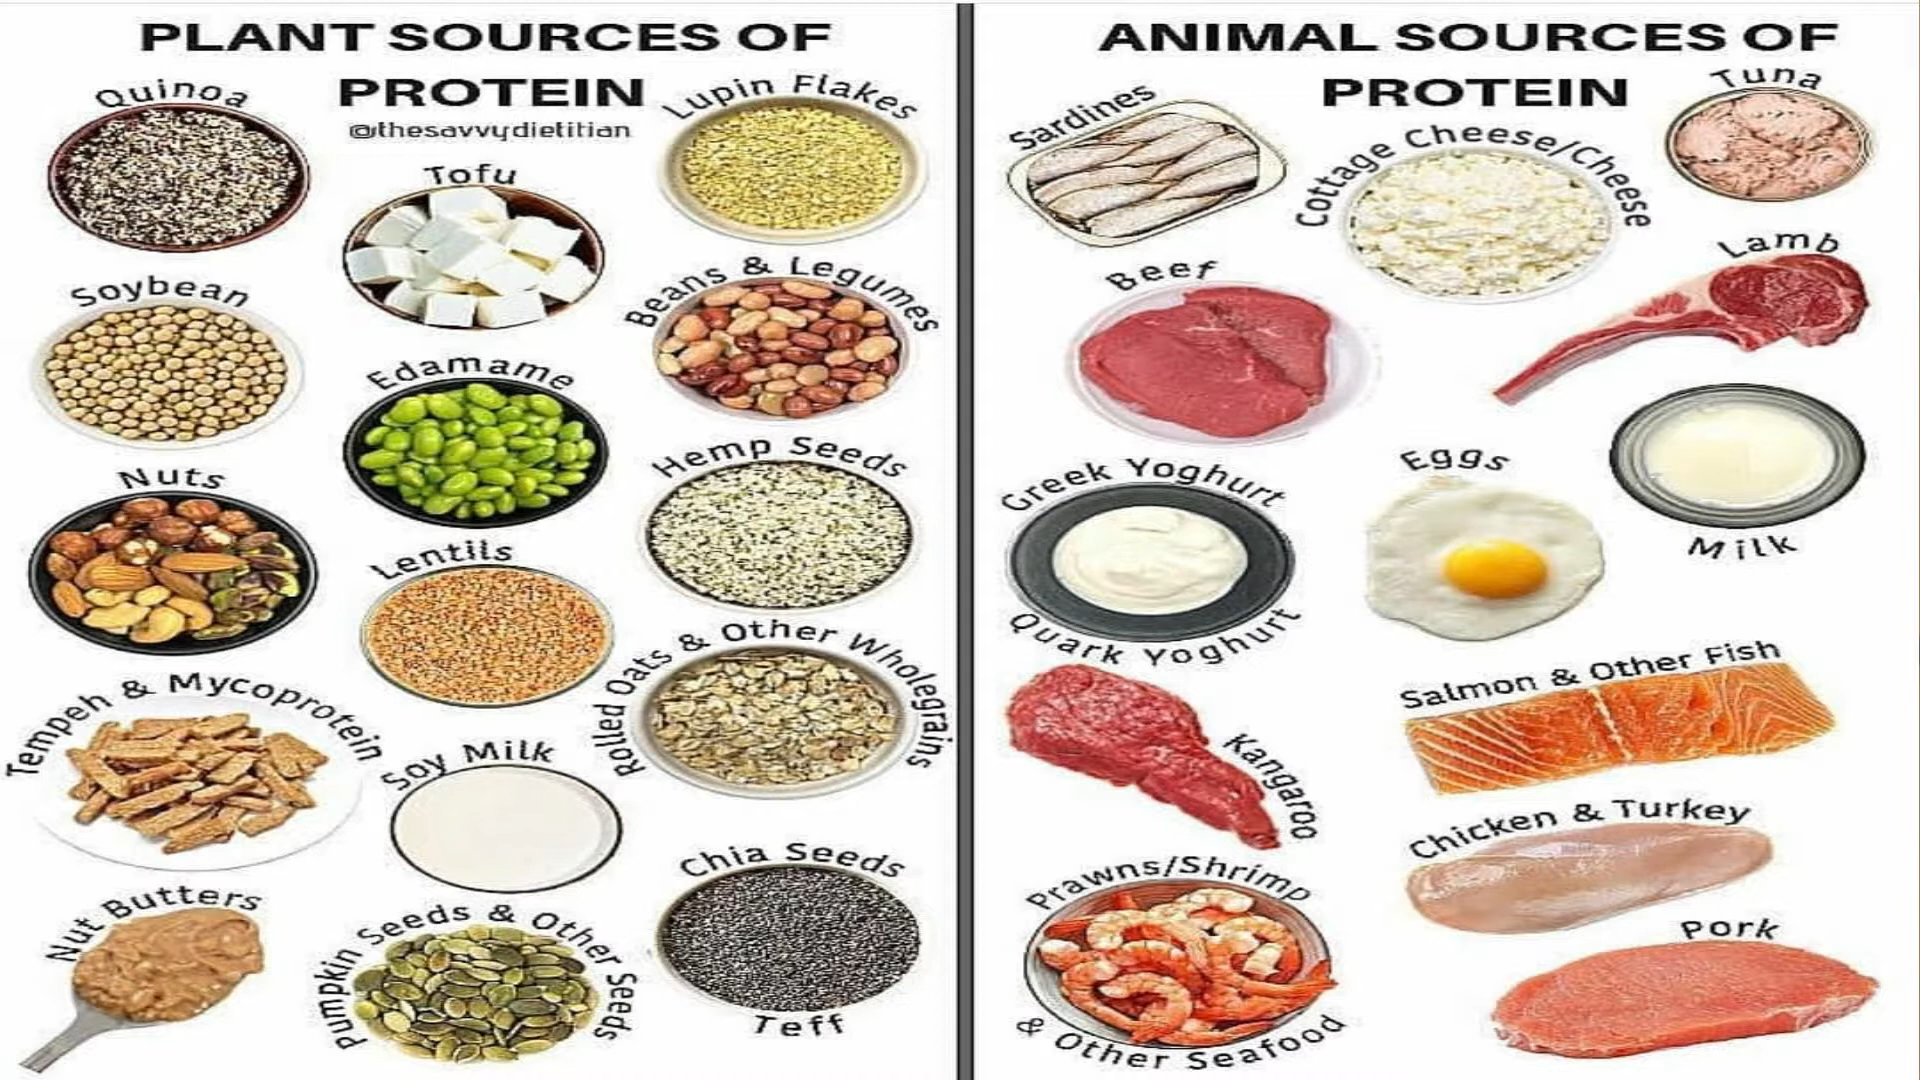 PLANT SOURCES OF
PROTEIN
@thesavvydietitian
Quinoa
Lupin Flakes
Tofu
Soybean
Beans & Legumes
Edamame
Nuts
Hemp Seeds
Lentils
Tempeh & Mycoprotein
Rolled Oats & Other Wholegrains
Soy Milk
Nut Butters
Pumpkin Seeds & Other Seeds
Chia Seeds
Teff
ANIMAL SOURCES OF
PROTEIN
Sardines
Cottage Cheese/Cheese
Tuna
Beef
Lamb
Greek Yoghurt
Quark Yoghurt
Eggs
Milk
Kangaroo
Salmon & Other Fish
Chicken & Turkey
Prawns/Shrimp
& Other Seafood
Pork